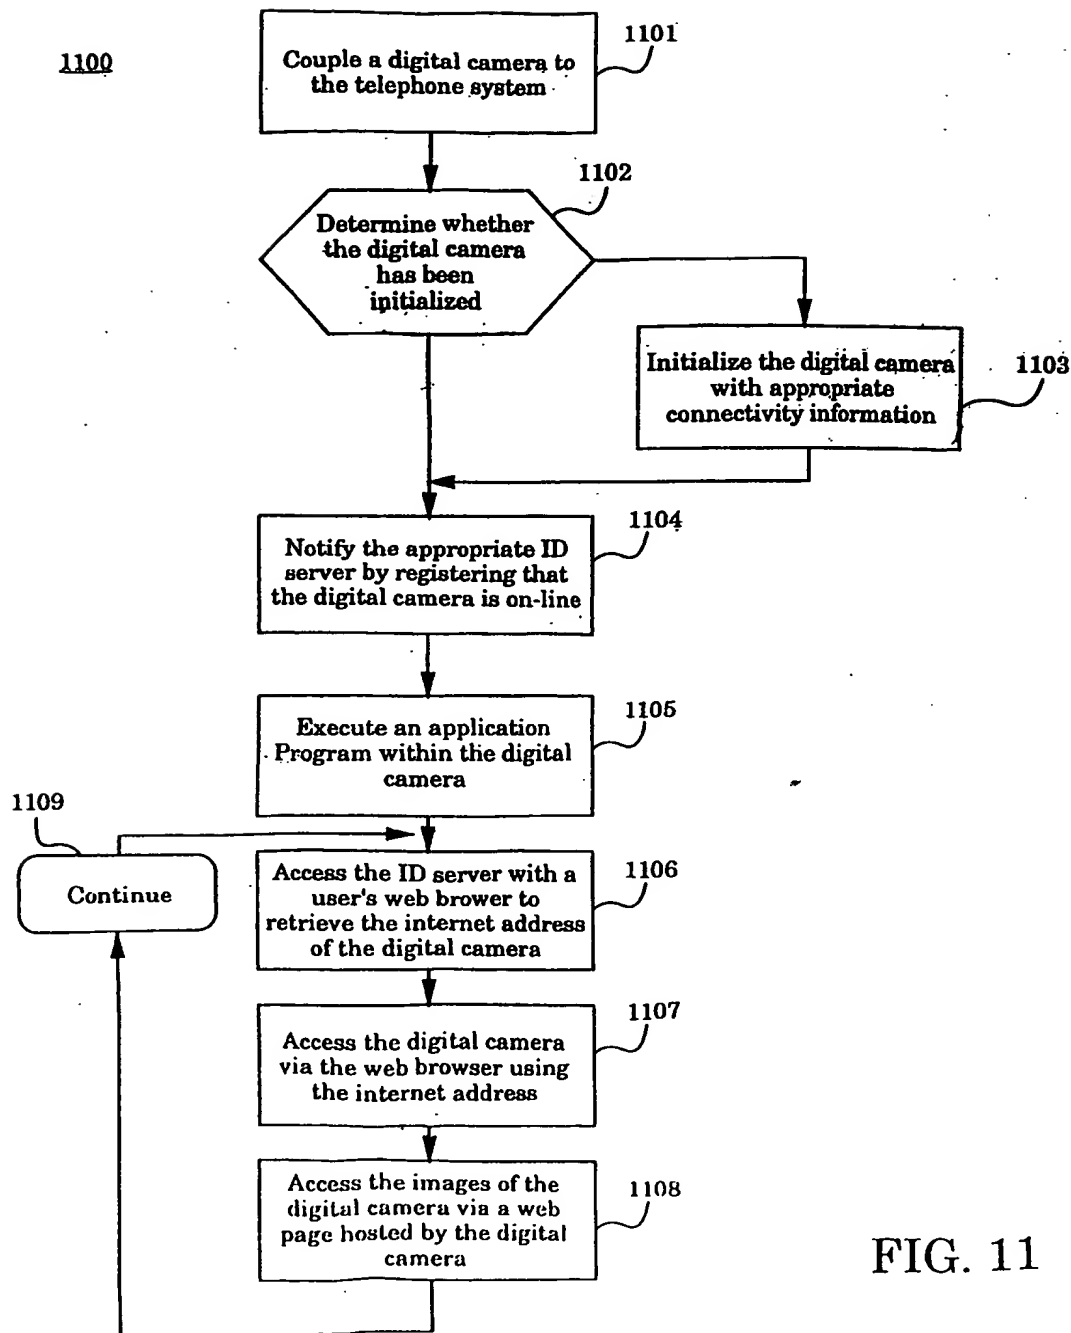 1100
1101
Couple a digital camera to
the telephone system
1102
Determine whether
the digital camera
has been
initialized
Initialize the digital camera
with appropriate
connectivity information
1103
1104
Notify the appropriate ID
server by registering that
the digital camera is on-line
1105
Execute an application
Program within the digital
camera
1109
Continue
1106
Access the ID server with a
user's web brower to
retrieve the internet address
of the digital camera
1107
Access the digital camera
via the web browser using
the internet address
1108
Access the images of the
digital camera via a web
page hosted by the digital
camera
FIG. 11